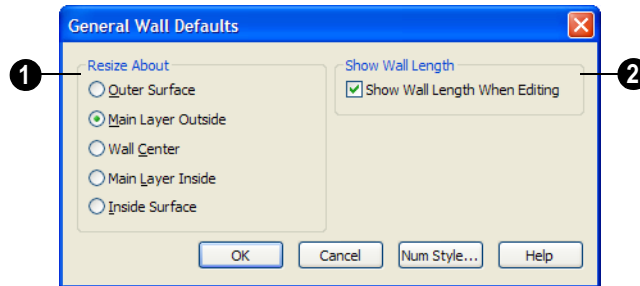 General Wall Defaults
1
Resize About
Outer Surface
Main Layer Outside
Wall Center
Main Layer Inside
Inside Surface
Show Wall Length
2
Show Wall Length When Editing
OK
Cancel
Num Style...
Help